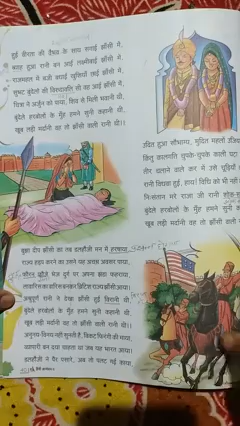 हुई वीरता की वैभव के साथ सगाई झाँसी में,
ब्याह हुआ रानी बन आई लक्ष्मीबाई झाँसी में,
राजमहल में बजी बधाई खुशियाँ छाईं झाँसी में,
सुभट बुंदेलों की विरुदावलि सी वह आई झाँसी में,
चित्रा ने अर्जुन को पाया, शिव से मिली भवानी थी।
बुंदेले हरबोलों के मुँह हमने सुनी कहानी थी।
खूब लड़ी मर्दानी वह तो झाँसी वाली रानी थी।।
उदित हुआ सौभाग्य, मुदित महलों
किंतु कालगति चुपके-चुपके काली घटा
तीर चलाने वाले कर में उसे चूड़ियाँ
रानी विधवा हुई, हाय! विधि को भी नहीं
निःसंतान मरे राजा जी रानी
बुंदेले हरबोलों के मुँह हमने सुनी
खूब लड़ी मर्दानी वह तो झाँसी वाली
बुझा दीप झाँसी का तब डलहौजी मन में हरषाया,
राज्य हड़प करने का उसने यह अच्छा अवसर पाया,
फौरन फौजें भेज दुर्ग पर अपना झंडा फहराया,
लावारिस का वारिस बनकर ब्रिटिश राज्य झाँसी आया।
अश्रुपूर्ण रानी ने देखा झाँसी हुई
बुंदेले हरबोलों के मुँह हमने सुनी कहानी थी।
खूब लड़ी मर्दानी वह तो झाँसी वाली रानी थी।।
अनुनय-विनय नहीं सुनती है, विकट फिरंगी की माया,
व्यापारी बन दया चाहता था जब यह भारत आया।
डलहौजी ने पैर पसारे, अब तो पलट गई काया